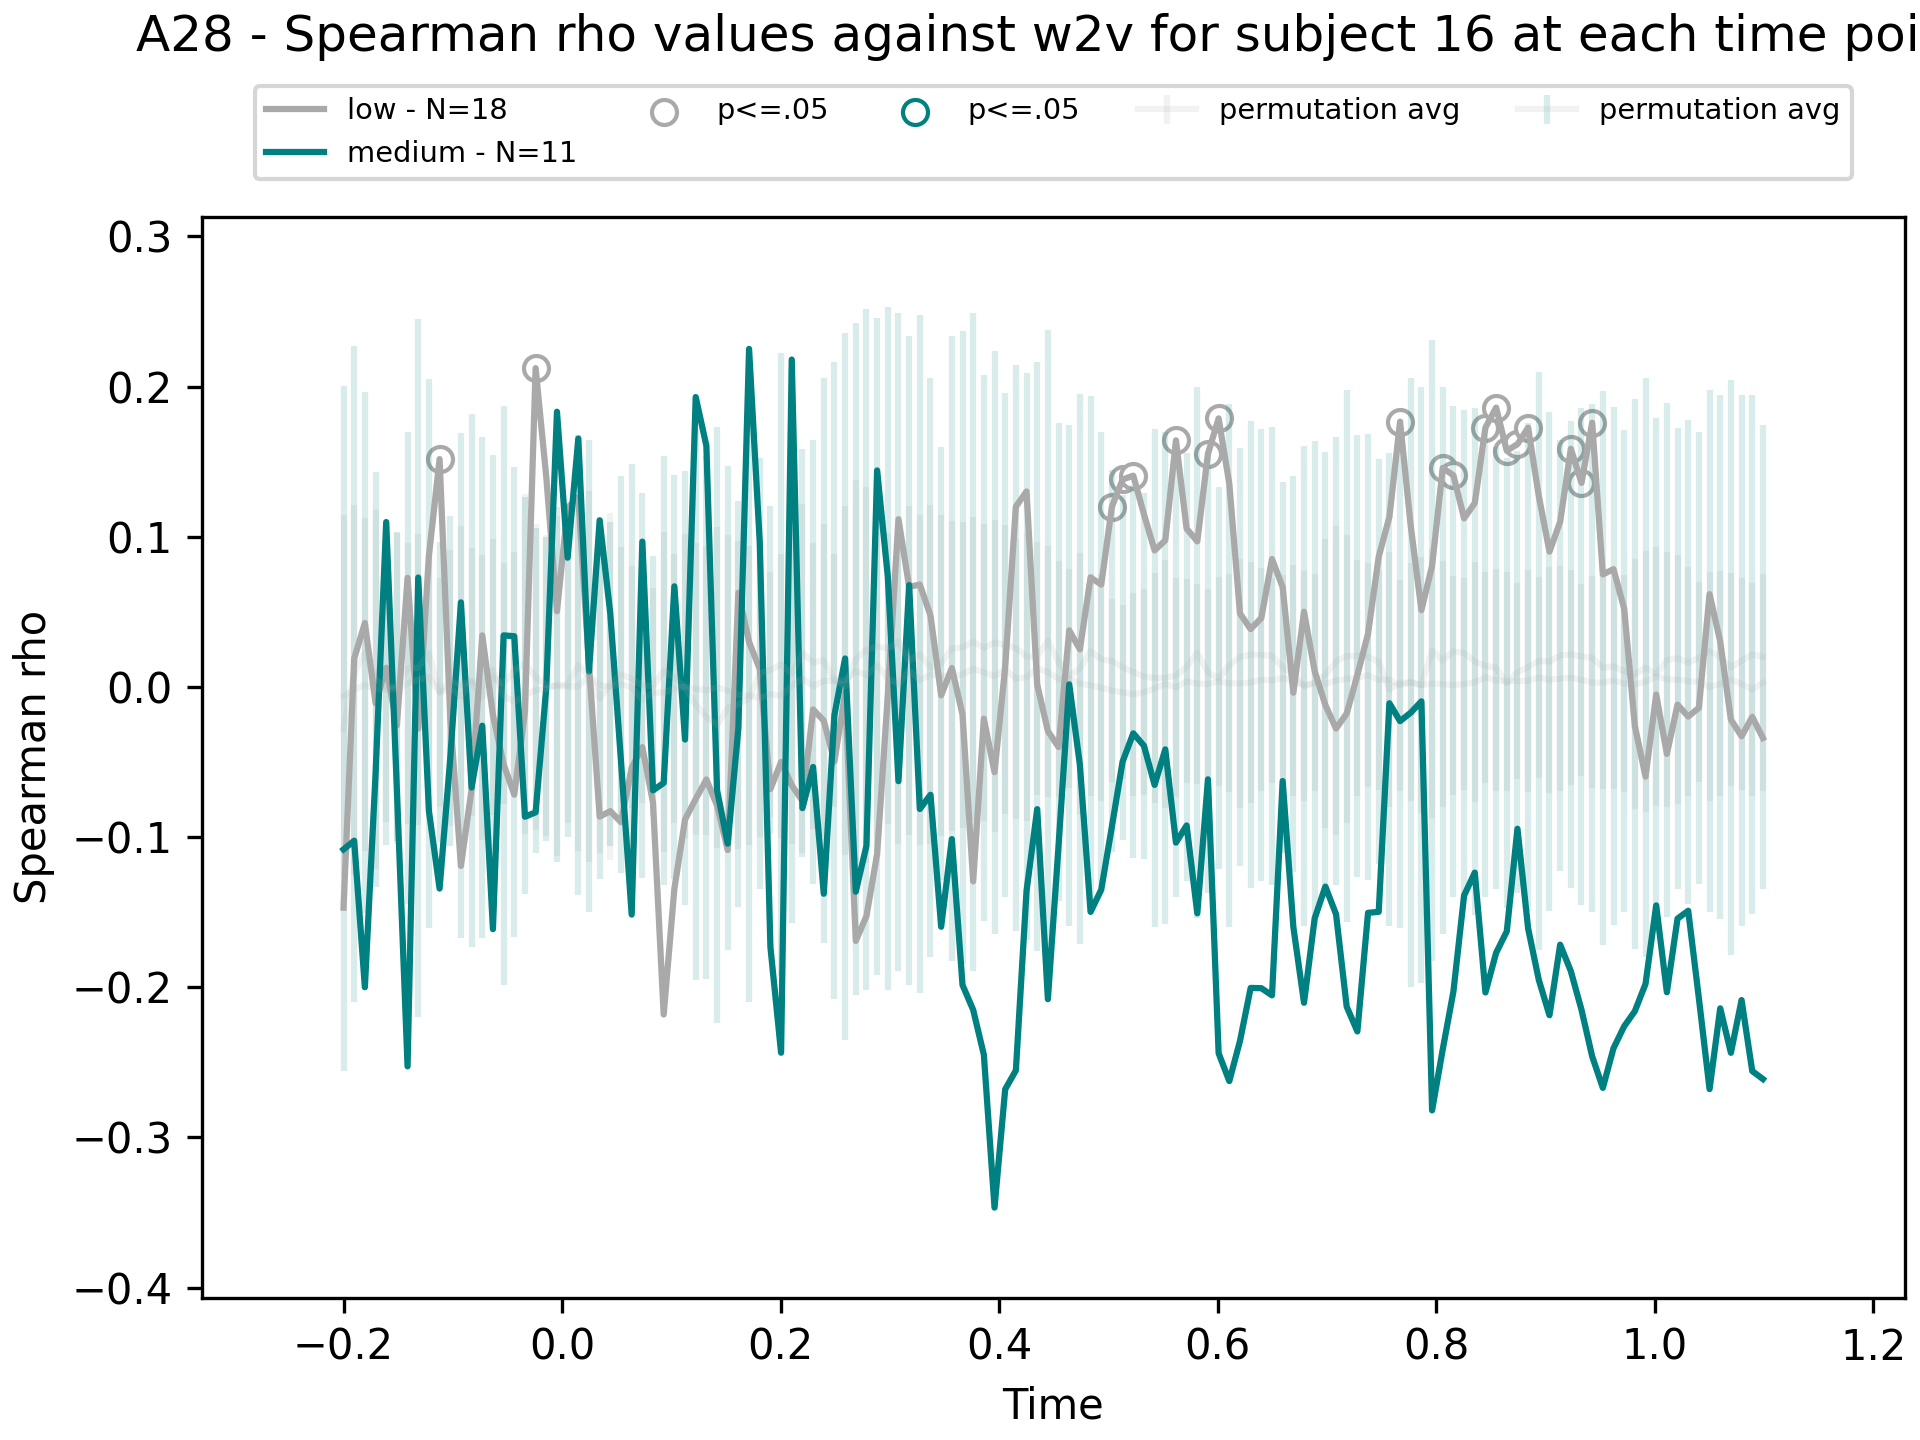 A28 - Spearman rho values against w2v for subject 16 at each time poi
low - N=18
medium - N=11
p<=.05
p<=.05
permutation avg
permutation avg
Spearman rho
0.3
0.2
0.1
0.0
−0.1
−0.2
−0.3
−0.4
−0.2
0.0
0.2
0.4
0.6
0.8
1.0
1.2
Time